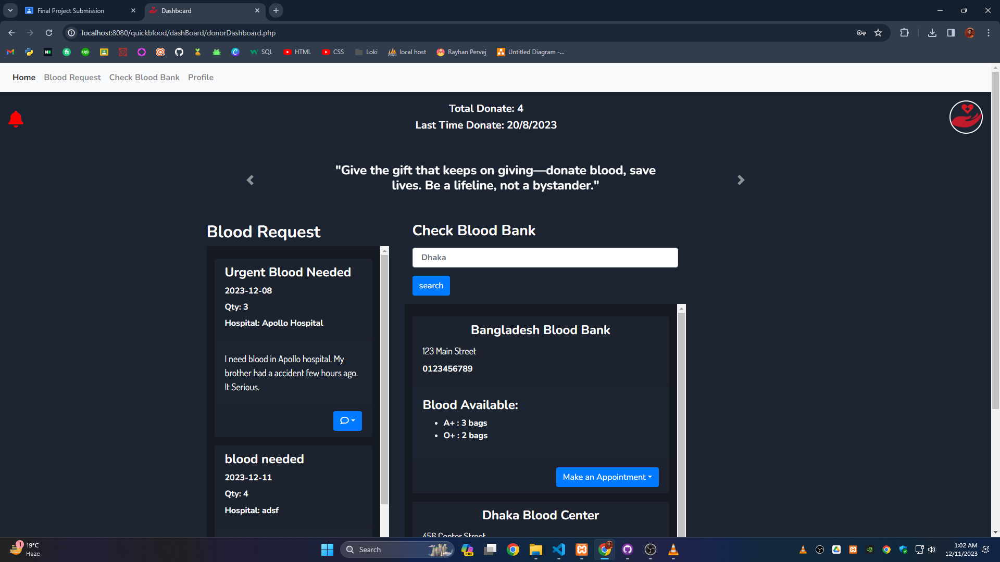 Final Project Submission
Dashboard
localhost:8080/quickblood/dashBoard/donorDashboard.php
SQL
HTML
CSS
Loki
local host
Rayhan Pervej
Untitled Diagram -...
Home
Blood Request
Check Blood Bank
Profile
Total Donate: 4
Last Time Donate: 20/8/2023
"Give the gift that keeps on giving—donate blood, save
lives. Be a lifeline, not a bystander."
Blood Request
Urgent Blood Needed
2023-12-08
Qty: 3
Hospital: Apollo Hospital
I need blood in Apollo hospital. My
brother had a accident few hours ago.
It Serious.
blood needed
2023-12-11
Qty: 4
Hospital: adsf
Check Blood Bank
Dhaka
search
Bangladesh Blood Bank
123 Main Street
0123456789
Blood Available:
A+ : 3 bags
O+ : 2 bags
Make an Appointment
Dhaka Blood Center
456 Center Street
1
19°C
Haze
Search
PRE
1:02 AM
12/11/2023